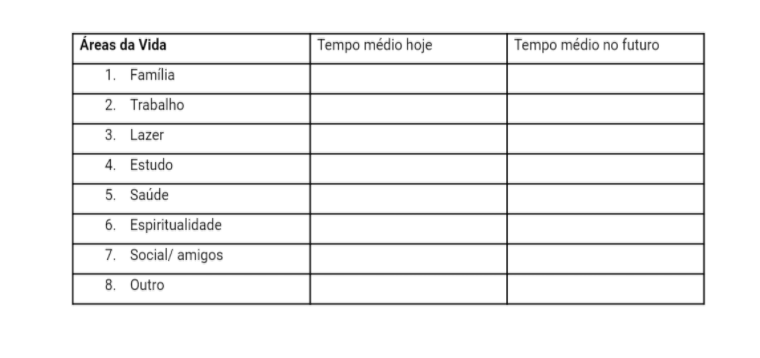 Áreas da Vida Tempo médio hoje Tempo médio no futuro
1. Família
2. Trabalho
3. Lazer
4. Estudo
5. Saúde
6. Espiritualidade
7. Social/ amigos
8. Outro